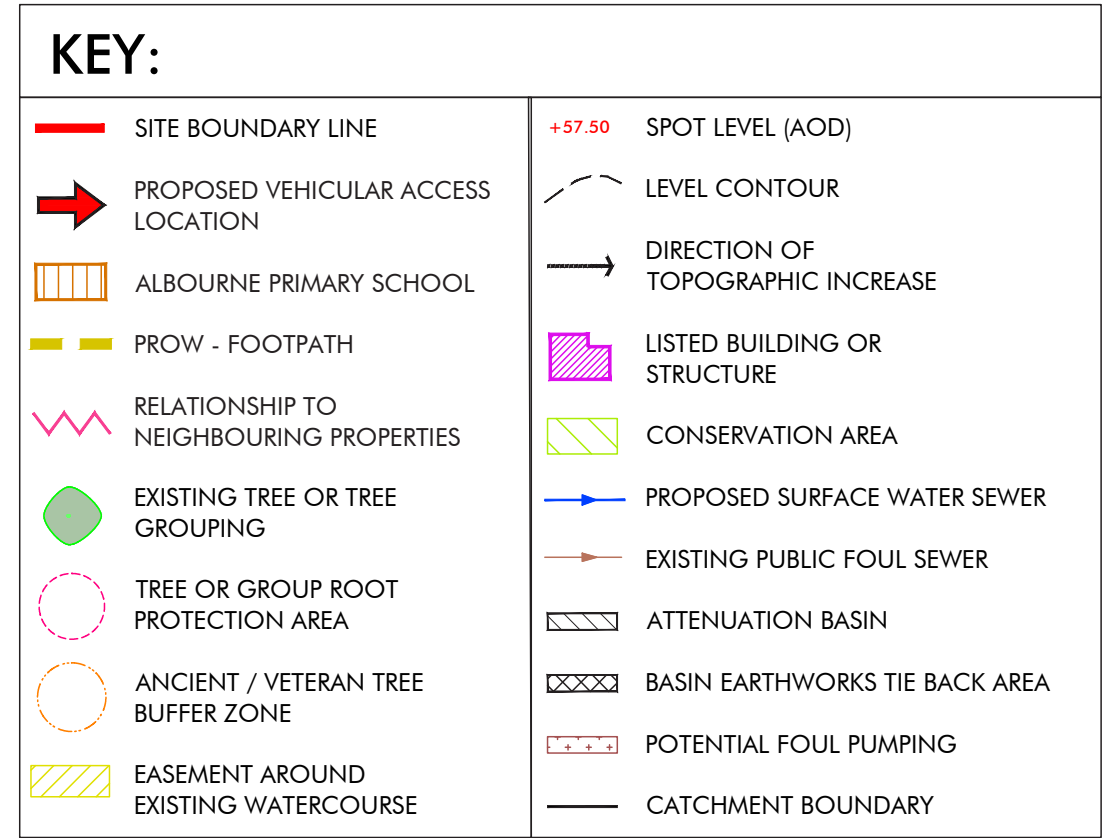 KEY:
SITE BOUNDARY LINE
PROPOSED VEHICULAR ACCESS
LOCATION
ALBOURNE PRIMARY SCHOOL
PROW - FOOTPATH
RELATIONSHIP TO
NEIGHBOURING PROPERTIES
EXISTING TREE OR TREE
GROUPING
TREE OR GROUP ROOT
PROTECTION AREA
ANCIENT / VETERAN TREE
BUFFER ZONE
EASEMENT AROUND
EXISTING WATERCOURSE
+57.50 SPOT LEVEL (AOD)
LEVEL CONTOUR
DIRECTION OF
TOPOGRAPHIC INCREASE
LISTED BUILDING OR
STRUCTURE
CONSERVATION AREA
PROPOSED SURFACE WATER SEWER
EXISTING PUBLIC FOUL SEWER
ATTENUATION BASIN
BASIN EARTHWORKS TIE BACK AREA
POTENTIAL FOUL PUMPING
CATCHMENT BOUNDARY